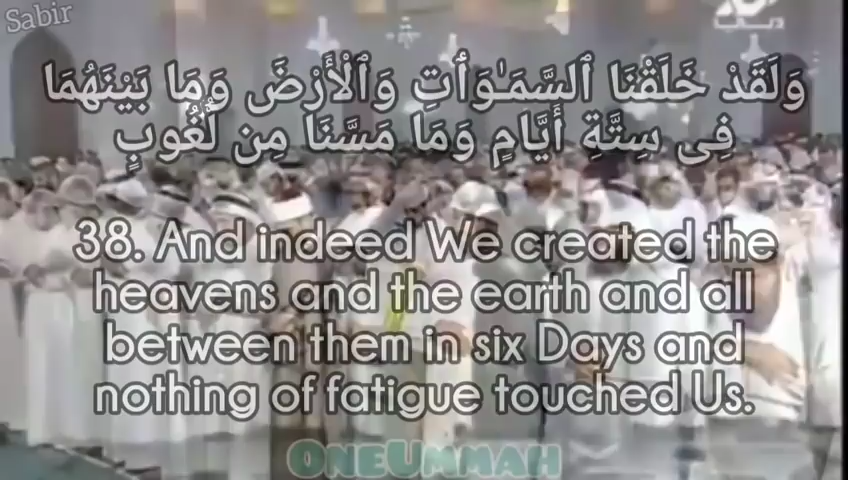 Sabir
وَلَقَدْ خَلَقْنَا ٱلسَّمَـٰوَٲتِ وَٱلْأَرْضَ وَمَا بَيْنَهُمَا
فِى سِتَّةِ أَيَّامٍ وَمَا مَسَّنَا مِن لُّغُوبٍ
38. And indeed We created the
heavens and the earth and all
between them in six Days and
nothing of fatigue touched Us.
OneUmmah